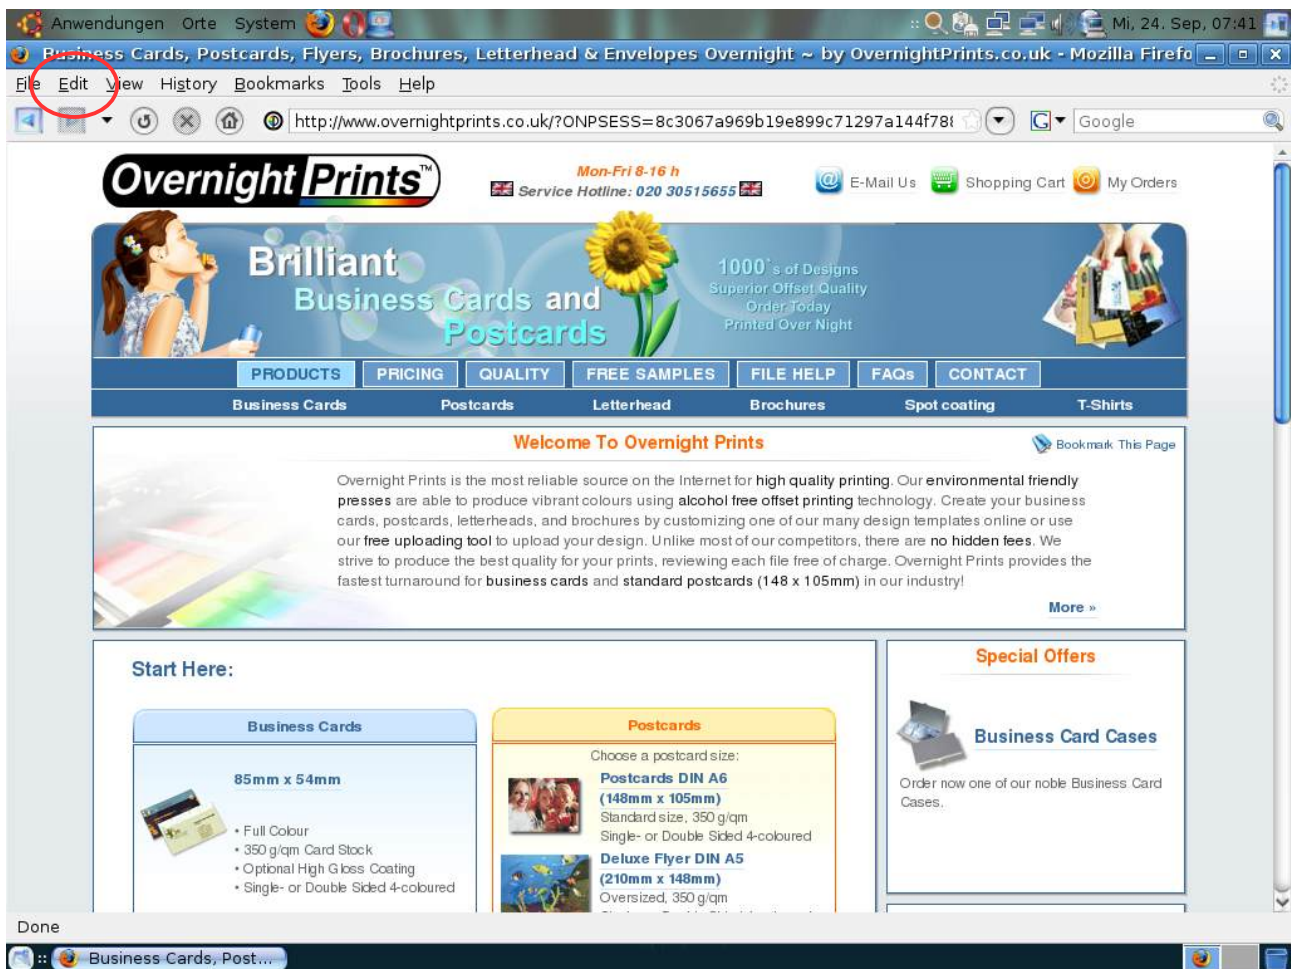 Anwendungen Orte System
Mi, 24. Sep, 07:41
Business Cards, Postcards, Flyers, Brochures, Letterhead & Envelopes Overnight ~ by OvernightPrints.co.uk - Mozilla Firefo
File Edit View History Bookmarks Tools Help
http://www.overnightprints.co.uk/?ONPSESS=8c3067a969b19e899c71297a144f788
G Google
Overnight Prints™
Mon-Fri 8-16 h
Service Hotline: 020 30515655
@ E-Mail Us Shopping Cart My Orders
Brilliant
Business Cards and
Postcards
1000`s of Designs
Superior Offset Quality
Order Today
Printed Over Night
PRODUCTS PRICING QUALITY FREE SAMPLES FILE HELP FAQs CONTACT
Business Cards Postcards Letterhead Brochures Spot coating T-Shirts
Welcome To Overnight Prints
Bookmark This Page
Overnight Prints is the most reliable source on the Internet for high quality printing. Our environmental friendly
presses are able to produce vibrant colours using alcohol free offset printing technology. Create your business
cards, postcards, letterheads, and brochures by customizing one of our many design templates online or use
our free uploading tool to upload your design. Unlike most of our competitors, there are no hidden fees. We
strive to produce the best quality for your prints, reviewing each file free of charge. Overnight Prints provides the
fastest turnaround for business cards and standard postcards (148 x 105mm) in our industry!
More »
Start Here:
Business Cards
85mm x 54mm
• Full Colour
• 350 g/qm Card Stock
• Optional High Gloss Coating
• Single- or Double Sided 4-coloured
Postcards
Choose a postcard size:
Postcards DIN A6
(148mm x 105mm)
Standard size, 350 g/qm
Single- or Double Sided 4-coloured
Deluxe Flyer DIN A5
(210mm x 148mm)
Oversized, 350 g/qm
Special Offers
Business Card Cases
Order now one of our noble Business Card
Cases.
Done
Business Cards, Post...